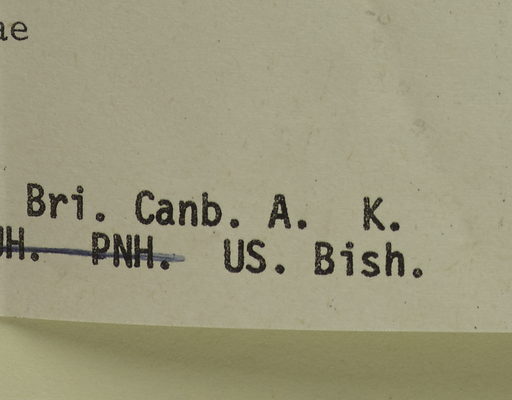 ae
Bri. Canb. A. K.
H. PNH. US. Bish.